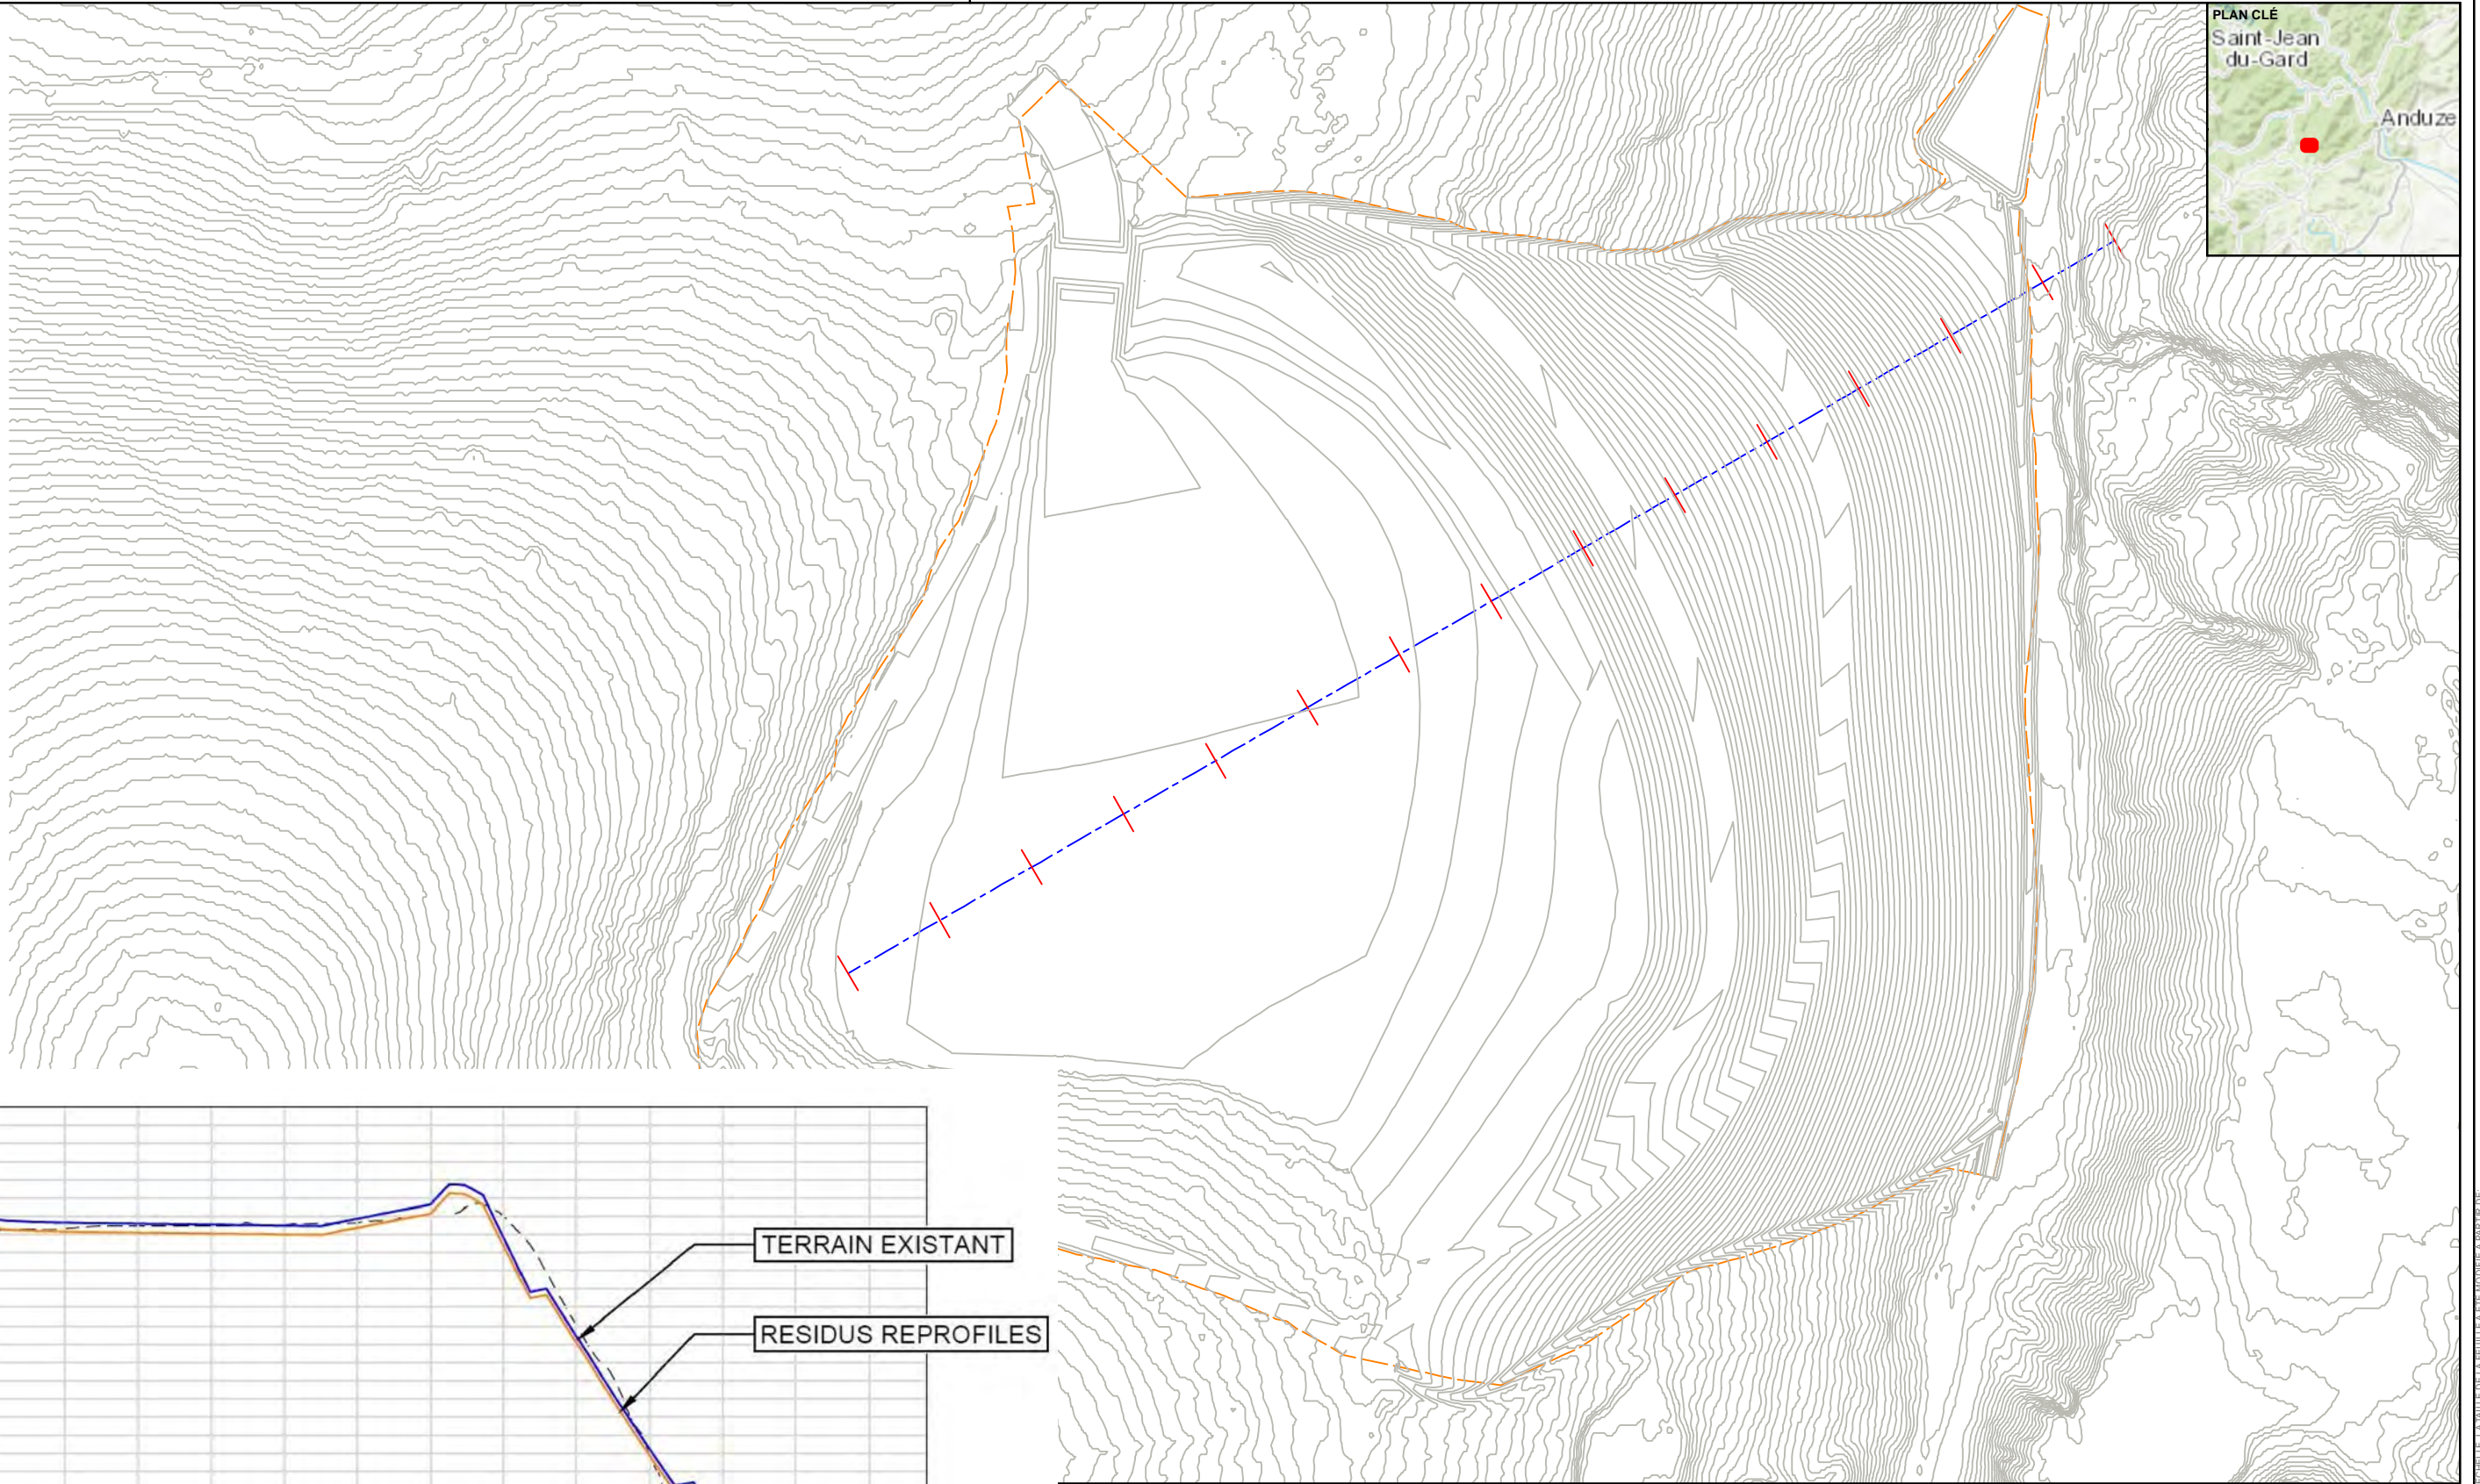 PLAN CLÉ
Saint-Jean
du-Gard
Anduze
TERRAIN EXISTANT
RESIDUS REPROFILES